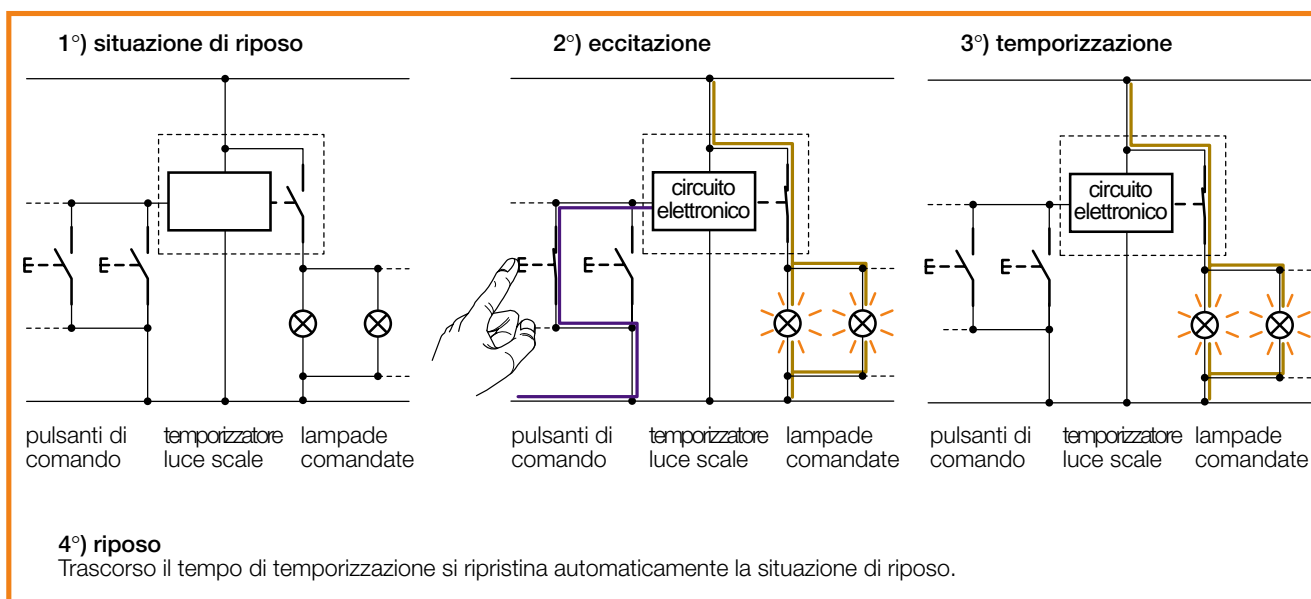 1°) situazione di riposo
2°) eccitazione
3°) temporizzazione
circuito
elettronico
circuito
elettronico
pulsanti di
comando
temporizzatore
luce scale
lampade
comandate
pulsanti di
comando
temporizzatore
luce scale
lampade
comandate
pulsanti di
comando
temporizzatore
luce scale
lampade
comandate
4°) riposo
Trascorso il tempo di temporizzazione si ripristina automaticamente la situazione di riposo.